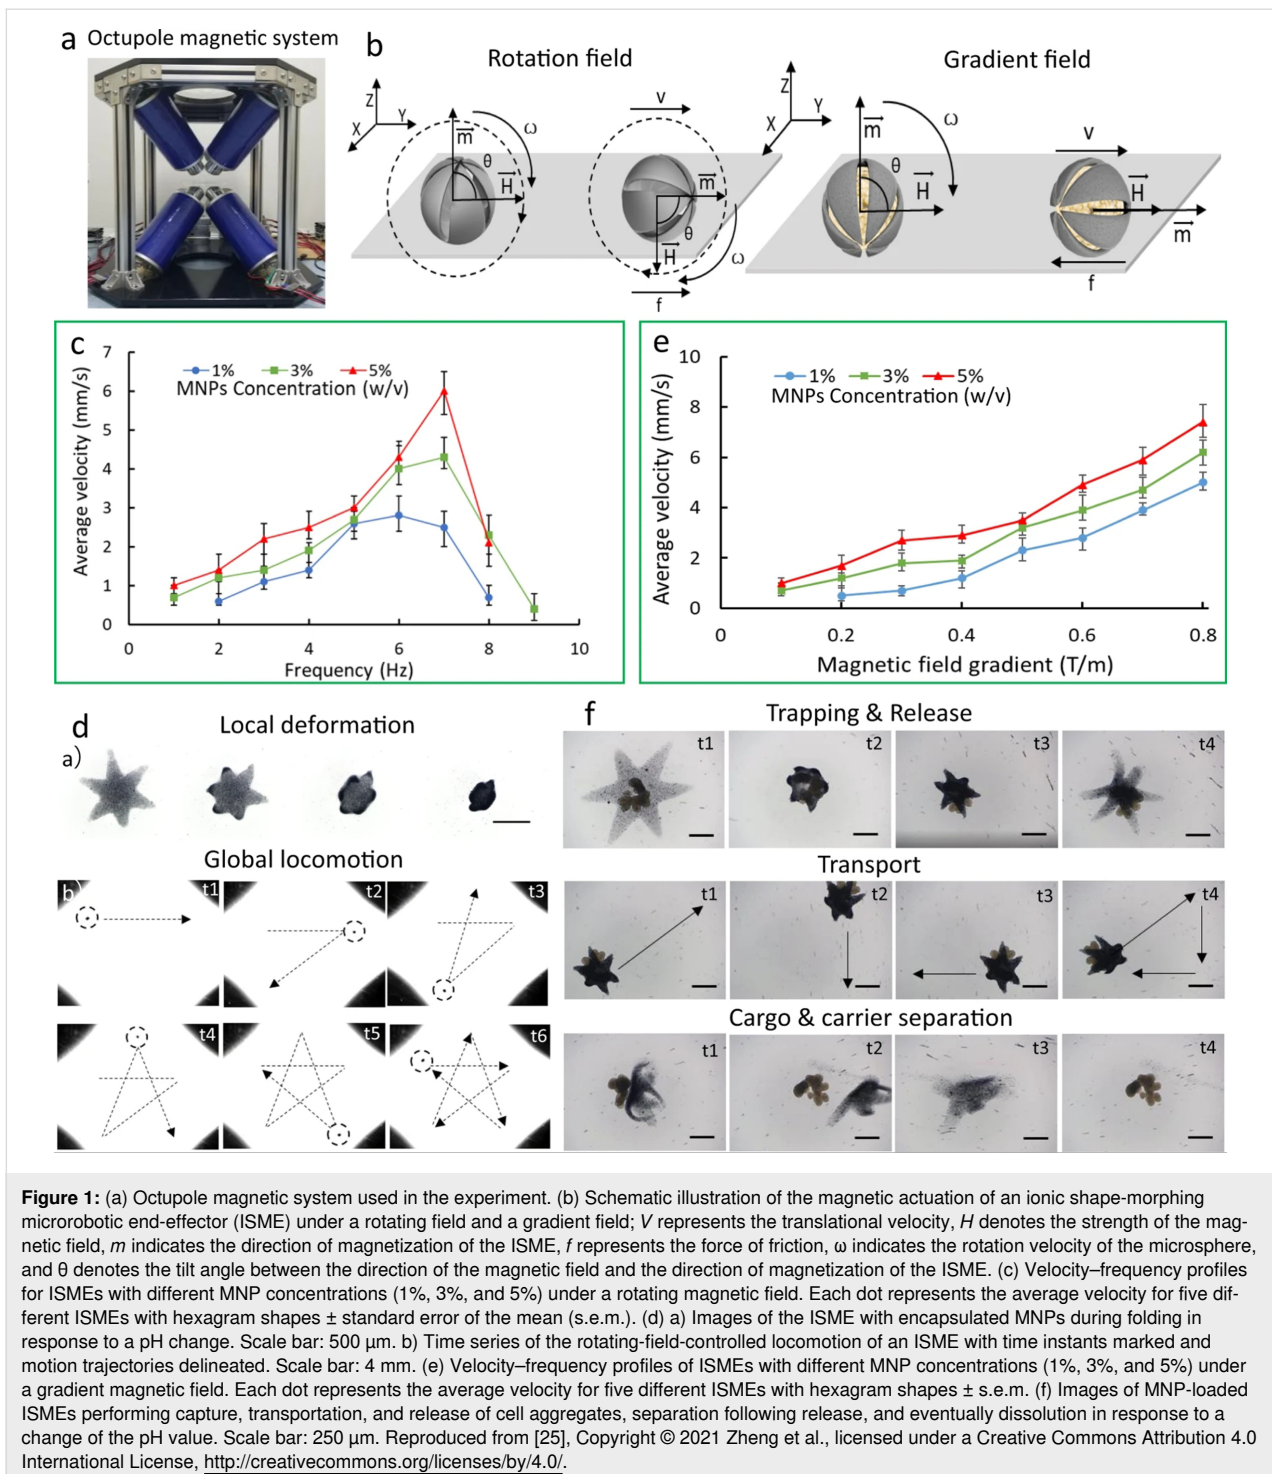 a Octupole magnetic system
b
Rotation field
Gradient field
Z
Y
X
m
θ
H
ω
V
m
θ
H
ω
f
Z
Y
X
m
θ
H
ω
V
H
m
f
c
7
6
5
4
3
2
1
0
0 2 4 6 8 10
Average velocity (mm/s)
Frequency (Hz)
1% 3% 5%
MNPs Concentration (w/v)
e
10
8
6
4
2
0
0 0.2 0.4 0.6 0.8
Average velocity (mm/s)
Magnetic field gradient (T/m)
1% 3% 5%
MNPs Concentration (w/v)
d
Local deformation
a)
Global locomotion
b)
t1
t2
t3
t4
t5
t6
f
Trapping & Release
t1
t2
t3
t4
Transport
t1
t2
t3
t4
Cargo & carrier separation
t1
t2
t3
t4
Figure 1: (a) Octupole magnetic system used in the experiment. (b) Schematic illustration of the magnetic actuation of an ionic shape-morphing
microrobotic end-effector (ISME) under a rotating field and a gradient field; V represents the translational velocity, H denotes the strength of the mag-
netic field, m indicates the direction of magnetization of the ISME, f represents the force of friction, ω indicates the rotation velocity of the microsphere,
and θ denotes the tilt angle between the direction of the magnetic field and the direction of magnetization of the ISME. (c) Velocity–frequency profiles
for ISMEs with different MNP concentrations (1%, 3%, and 5%) under a rotating magnetic field. Each dot represents the average velocity for five dif-
ferent ISMEs with hexagram shapes ± standard error of the mean (s.e.m.). (d) a) Images of the ISME with encapsulated MNPs during folding in
response to a pH change. Scale bar: 500 μm. b) Time series of the rotating-field-controlled locomotion of an ISME with time instants marked and
motion trajectories delineated. Scale bar: 4 mm. (e) Velocity–frequency profiles of ISMEs with different MNP concentrations (1%, 3%, and 5%) under
a gradient magnetic field. Each dot represents the average velocity for five different ISMEs with hexagram shapes ± s.e.m. (f) Images of MNP-loaded
ISMEs performing capture, transportation, and release of cell aggregates, separation following release, and eventually dissolution in response to a
change of the pH value. Scale bar: 250 μm. Reproduced from [25], Copyright © 2021 Zheng et al., licensed under a Creative Commons Attribution 4.0
International License, http://creativecommons.org/licenses/by/4.0/.